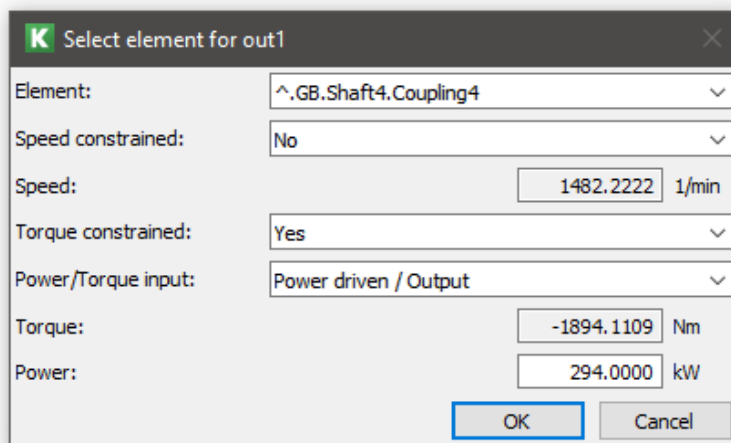 K Select element for out1
Element: ^.GB.Shaft4.Coupling4
Speed constrained: No
Speed: 1482.2222 1/min
Torque constrained: Yes
Power/Torque input: Power driven / Output
Torque: -1894.1109 Nm
Power: 294.0000 kW
OK Cancel